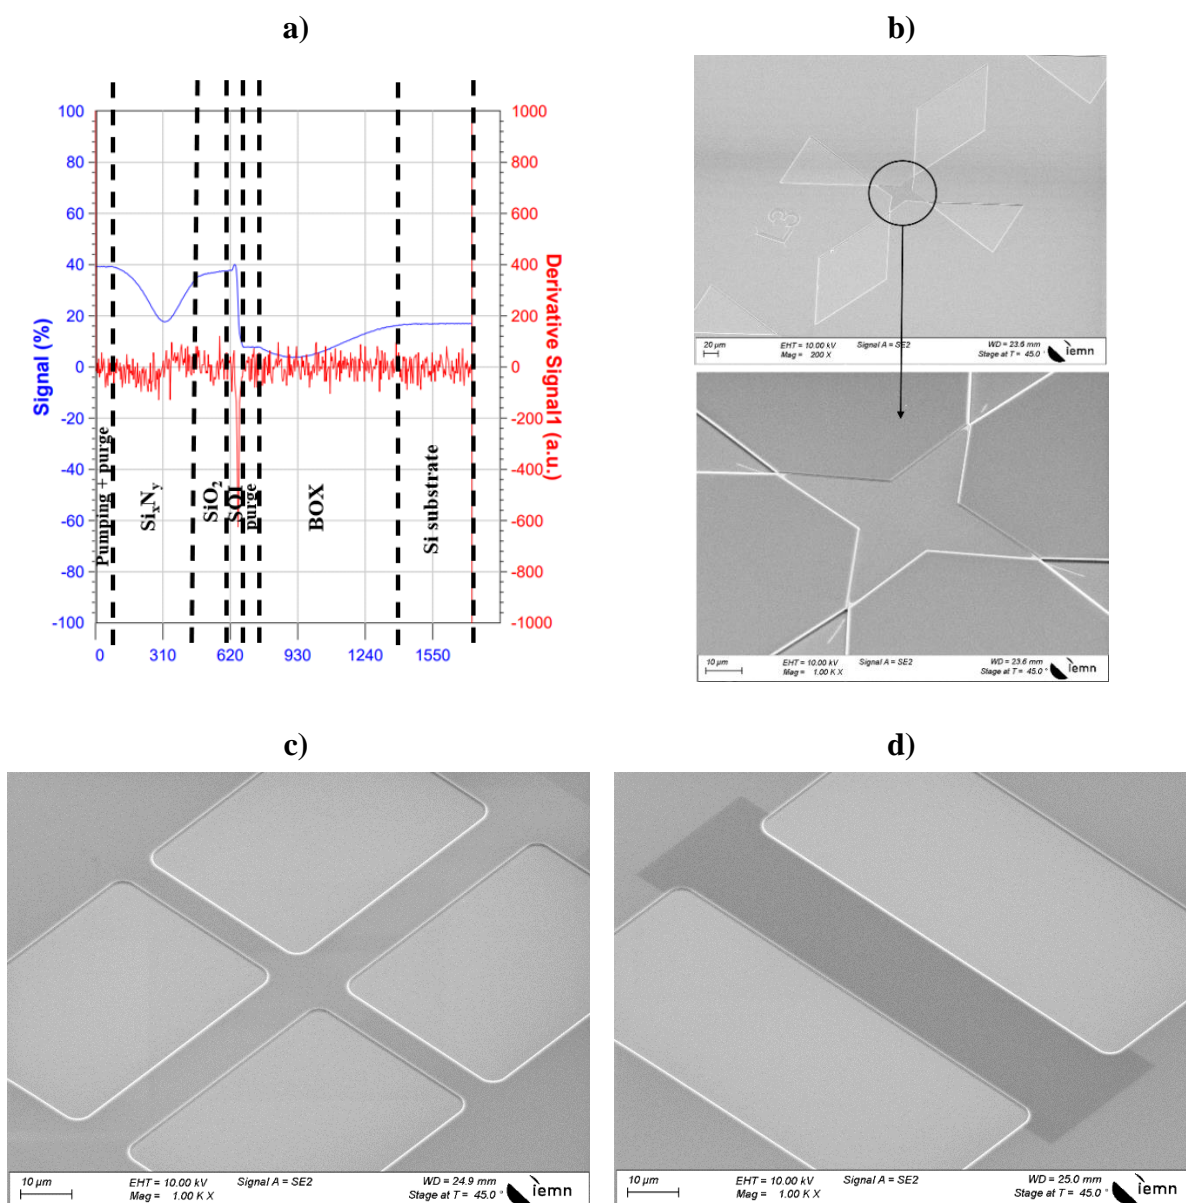 a)
b)
100
80
60
40
20
0
-20
-40
-60
-80
-100
Signal (%)
1000
800
600
400
200
0
-200
-400
-600
-800
-1000
Derivative Signal1 (a.u.)
Pumping + purge
SixNy
SiO2
SOI
purge
BOX
Si substrate
0 310 620 930 1240 1550
13
20 µm EHT = 10.00 kV Signal A = SE2 WD = 23.6 mm iemn
Mag = 200 X Stage at T = 45.0 °
10 µm EHT = 10.00 kV Signal A = SE2 WD = 23.6 mm iemn
Mag = 1.00 K X Stage at T = 45.0 °
c)
d)
10 µm EHT = 10.00 kV Signal A = SE2 WD = 24.9 mm iemn
Mag = 1.00 K X Stage at T = 45.0 °
10 µm EHT = 10.00 kV Signal A = SE2 WD = 25.0 mm iemn
Mag = 1.00 K X Stage at T = 45.0 °